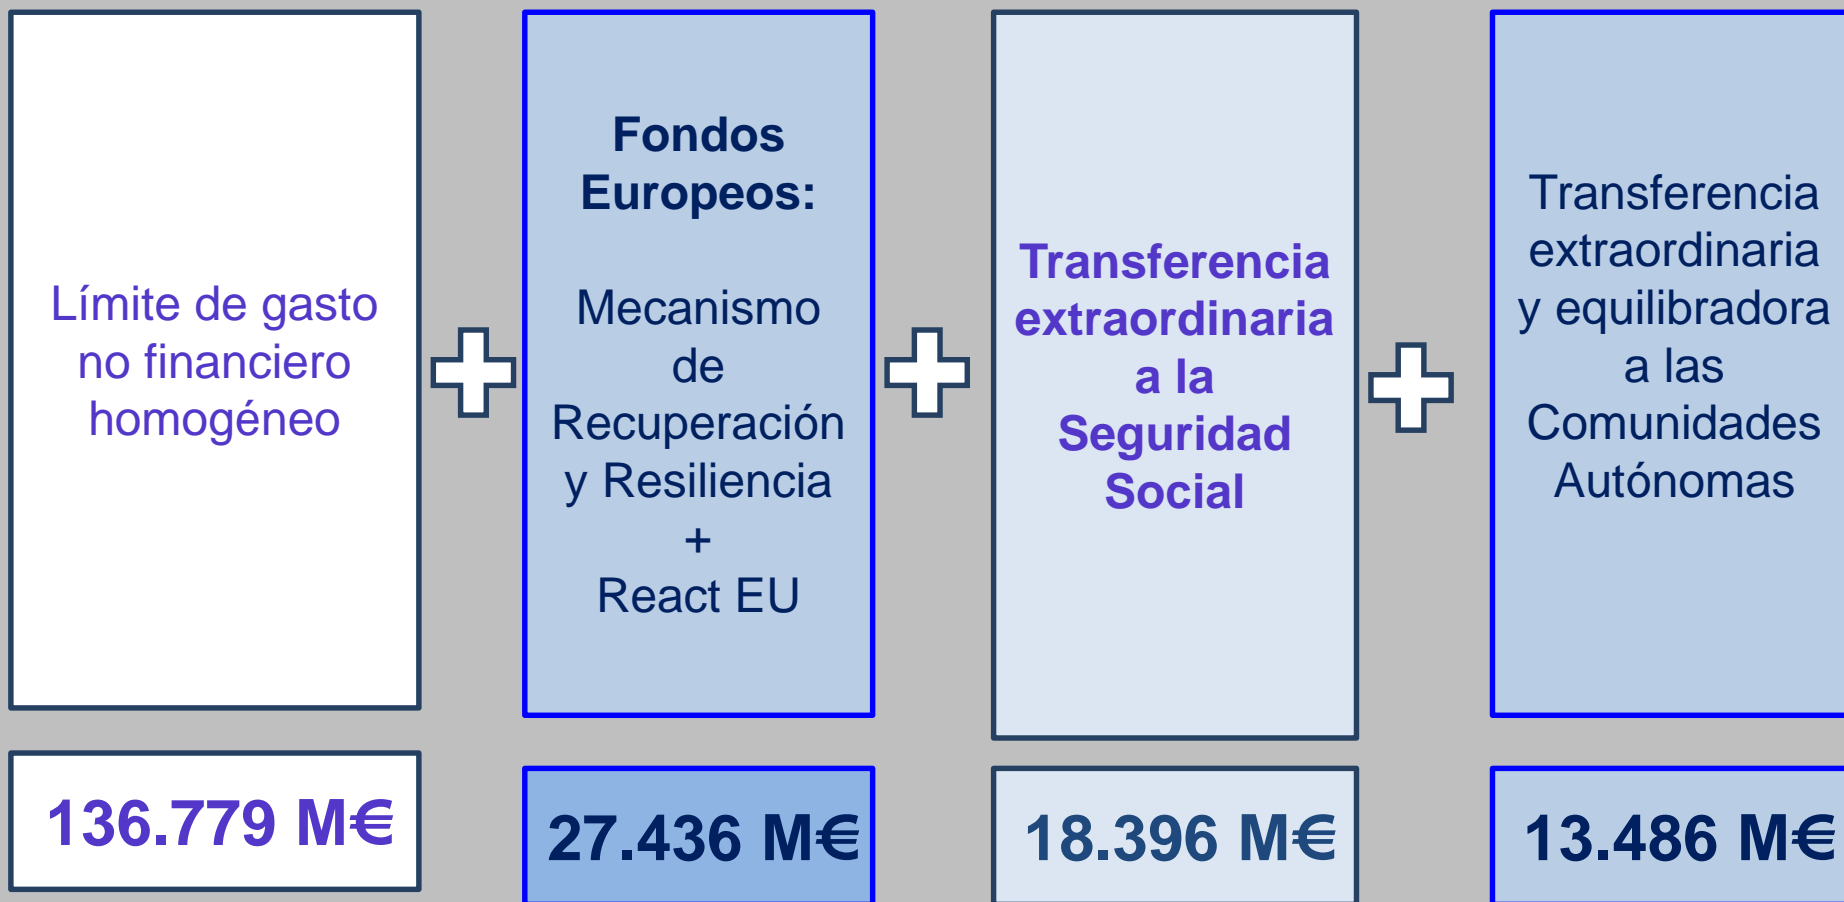 Límite de gasto
no financiero
homogéneo
136.779 M€
Fondos
Europeos:
Mecanismo
de
Recuperación
y Resiliencia
+
React EU
27.436 M€
Transferencia
extraordinaria
a la
Seguridad
Social
18.396 M€
Transferencia
extraordinaria
y equilibradora
a las
Comunidades
Autónomas
13.486 M€